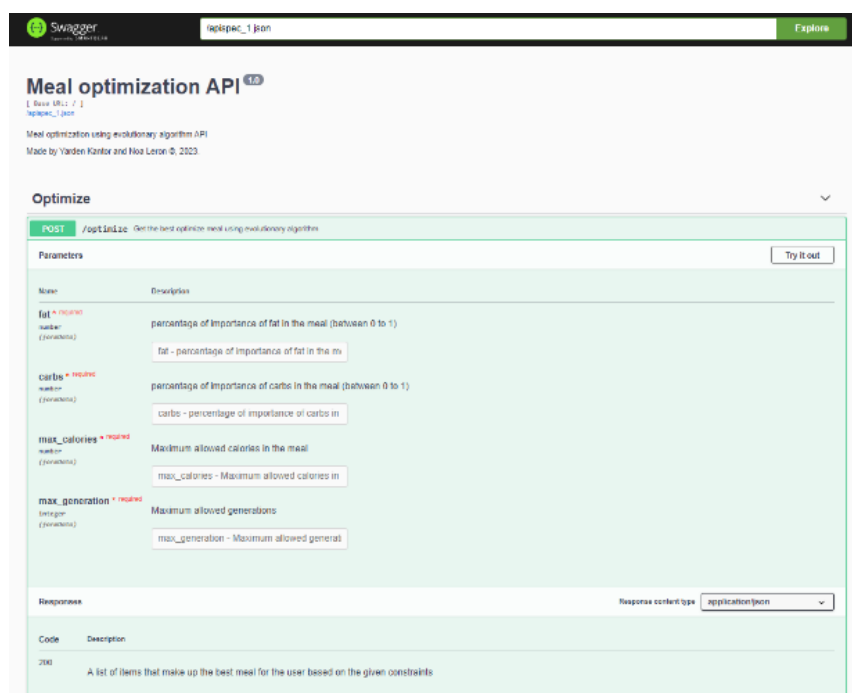 Swagger
/apispec_1.json
Explore
Meal optimization API 1.0
[ Base URL: / ]
/apispec_1.json
Meal optimization using evolutionary algorithm API
Made by Yarden Kantor and Noa Leron ©, 2023.
Optimize
POST /optimize Get the best optimize meal using evolutionary algorithm
Parameters
Try it out
Name Description
fat * required
number
(formData)
percentage of importance of fat in the meal (between 0 to 1)
fat - percentage of importance of fat in the m
carbs * required
number
(formData)
percentage of importance of carbs in the meal (between 0 to 1)
carbs - percentage of importance of carbs in
max_calories * required
number
(formData)
Maximum allowed calories in the meal
max_calories - Maximum allowed calories in
max_generation * required
integer
(formData)
Maximum allowed generations
max_generation - Maximum allowed generati
Responses
Response content type application/json
Code Description
200
A list of items that make up the best meal for the user based on the given constraints